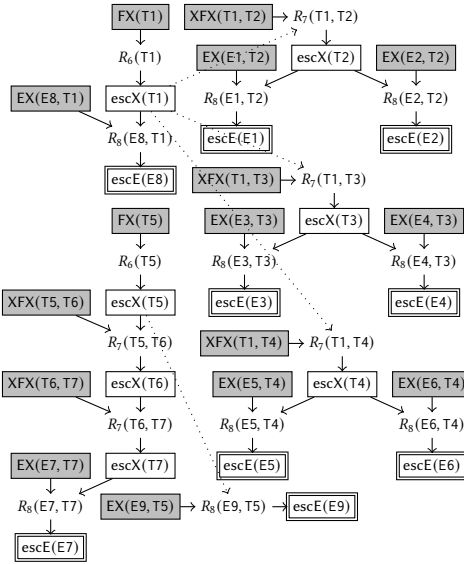 FX(T1) XFX(T1, T2) R7(T1, T2)
R6(T1) EX(E1, T2) escX(T2) EX(E2, T2)
EX(E8, T1) escX(T1) R8(E1, T2) R8(E2, T2)
R8(E8, T1) escE(E1) escE(E2)
escE(E8) XFX(T1, T3) R7(T1, T3)
FX(T5) EX(E3, T3) escX(T3) EX(E4, T3)
R6(T5) R8(E3, T3) R8(E4, T3)
XFX(T5, T6) escX(T5) escE(E3) escE(E4)
R7(T5, T6) XFX(T1, T4) R7(T1, T4)
XFX(T6, T7) escX(T6) EX(E5, T4) escX(T4) EX(E6, T4)
R7(T6, T7) R8(E5, T4) R8(E6, T4)
EX(E7, T7) escX(T7) escE(E5) escE(E6)
R8(E7, T7) EX(E9, T5) R8(E9, T5) escE(E9)
escE(E7)